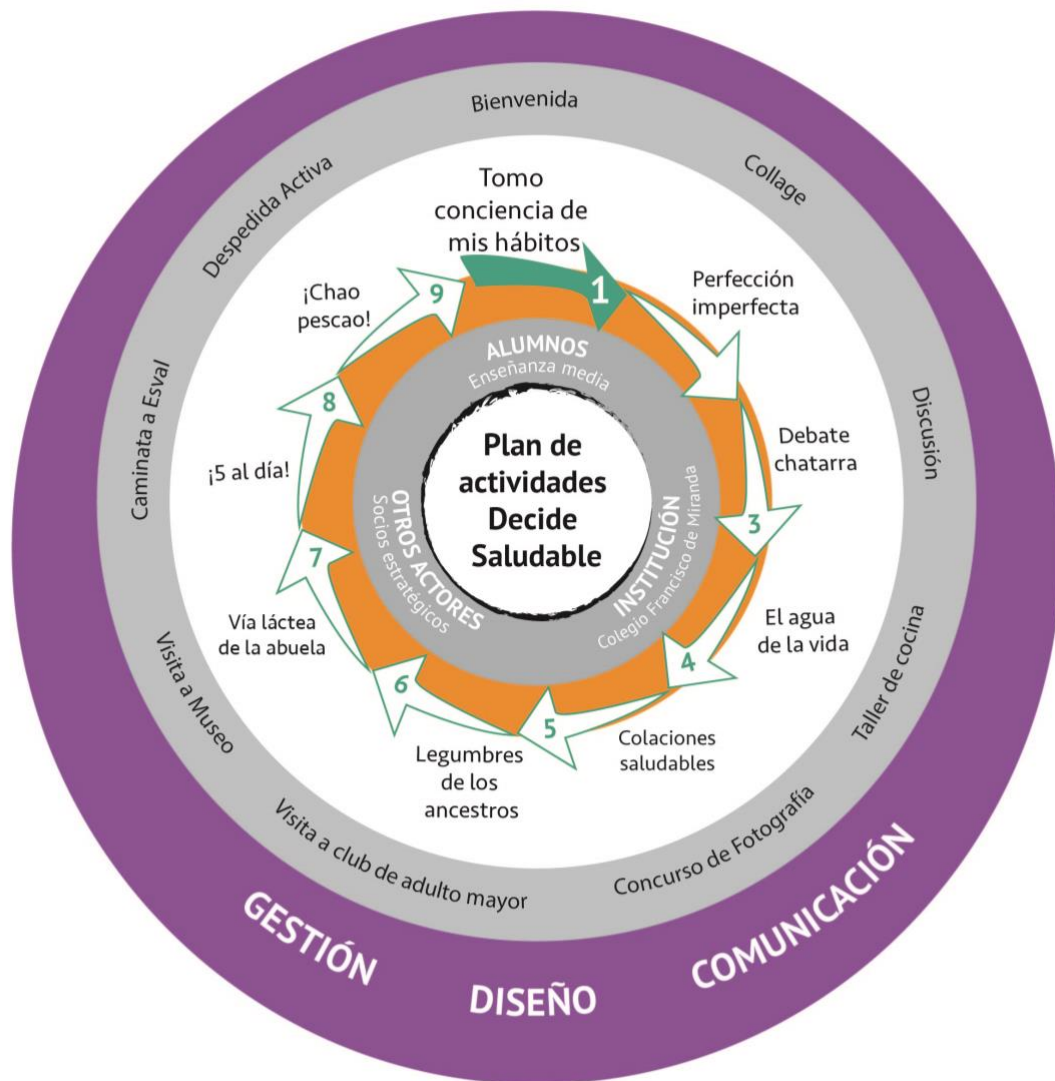 Bienvenida
Collage
Discusión
Taller de cocina
Concurso de Fotografía
Visita a club de adulto mayor
Visita a Museo
Caminata a Esval
Despedida Activa
Tomo
conciencia de
mis hábitos
1
Perfección
imperfecta
Debate
chatarra
3
El agua
de la vida
4
Colaciones
saludables
5
Legumbres
de los
ancestros
6
Vía láctea
de la abuela
7
¡5 al día!
8
¡Chao
pescao!
9
ALUMNOS
Enseñanza media
INSTITUCIÓN
Colegio Francisco de Miranda
OTROS ACTORES
Socios estratégicos
Plan de
actividades
Decide
Saludable
GESTIÓN
DISEÑO
COMUNICACIÓN